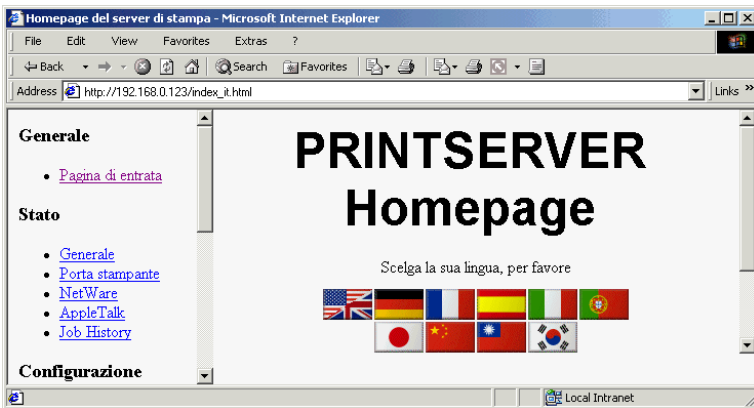 Homepage del server di stampa - Microsoft Internet Explorer
File Edit View Favorites Extras ?
Back Search Favorites
Address http://192.168.0.123/index_it.html Links »
Generale
Pagina di entrata
Stato
Generale
Porta stampante
NetWare
AppleTalk
Job History
Configurazione
PRINTSERVER
Homepage
Scelga la sua lingua, per favore
Local Intranet